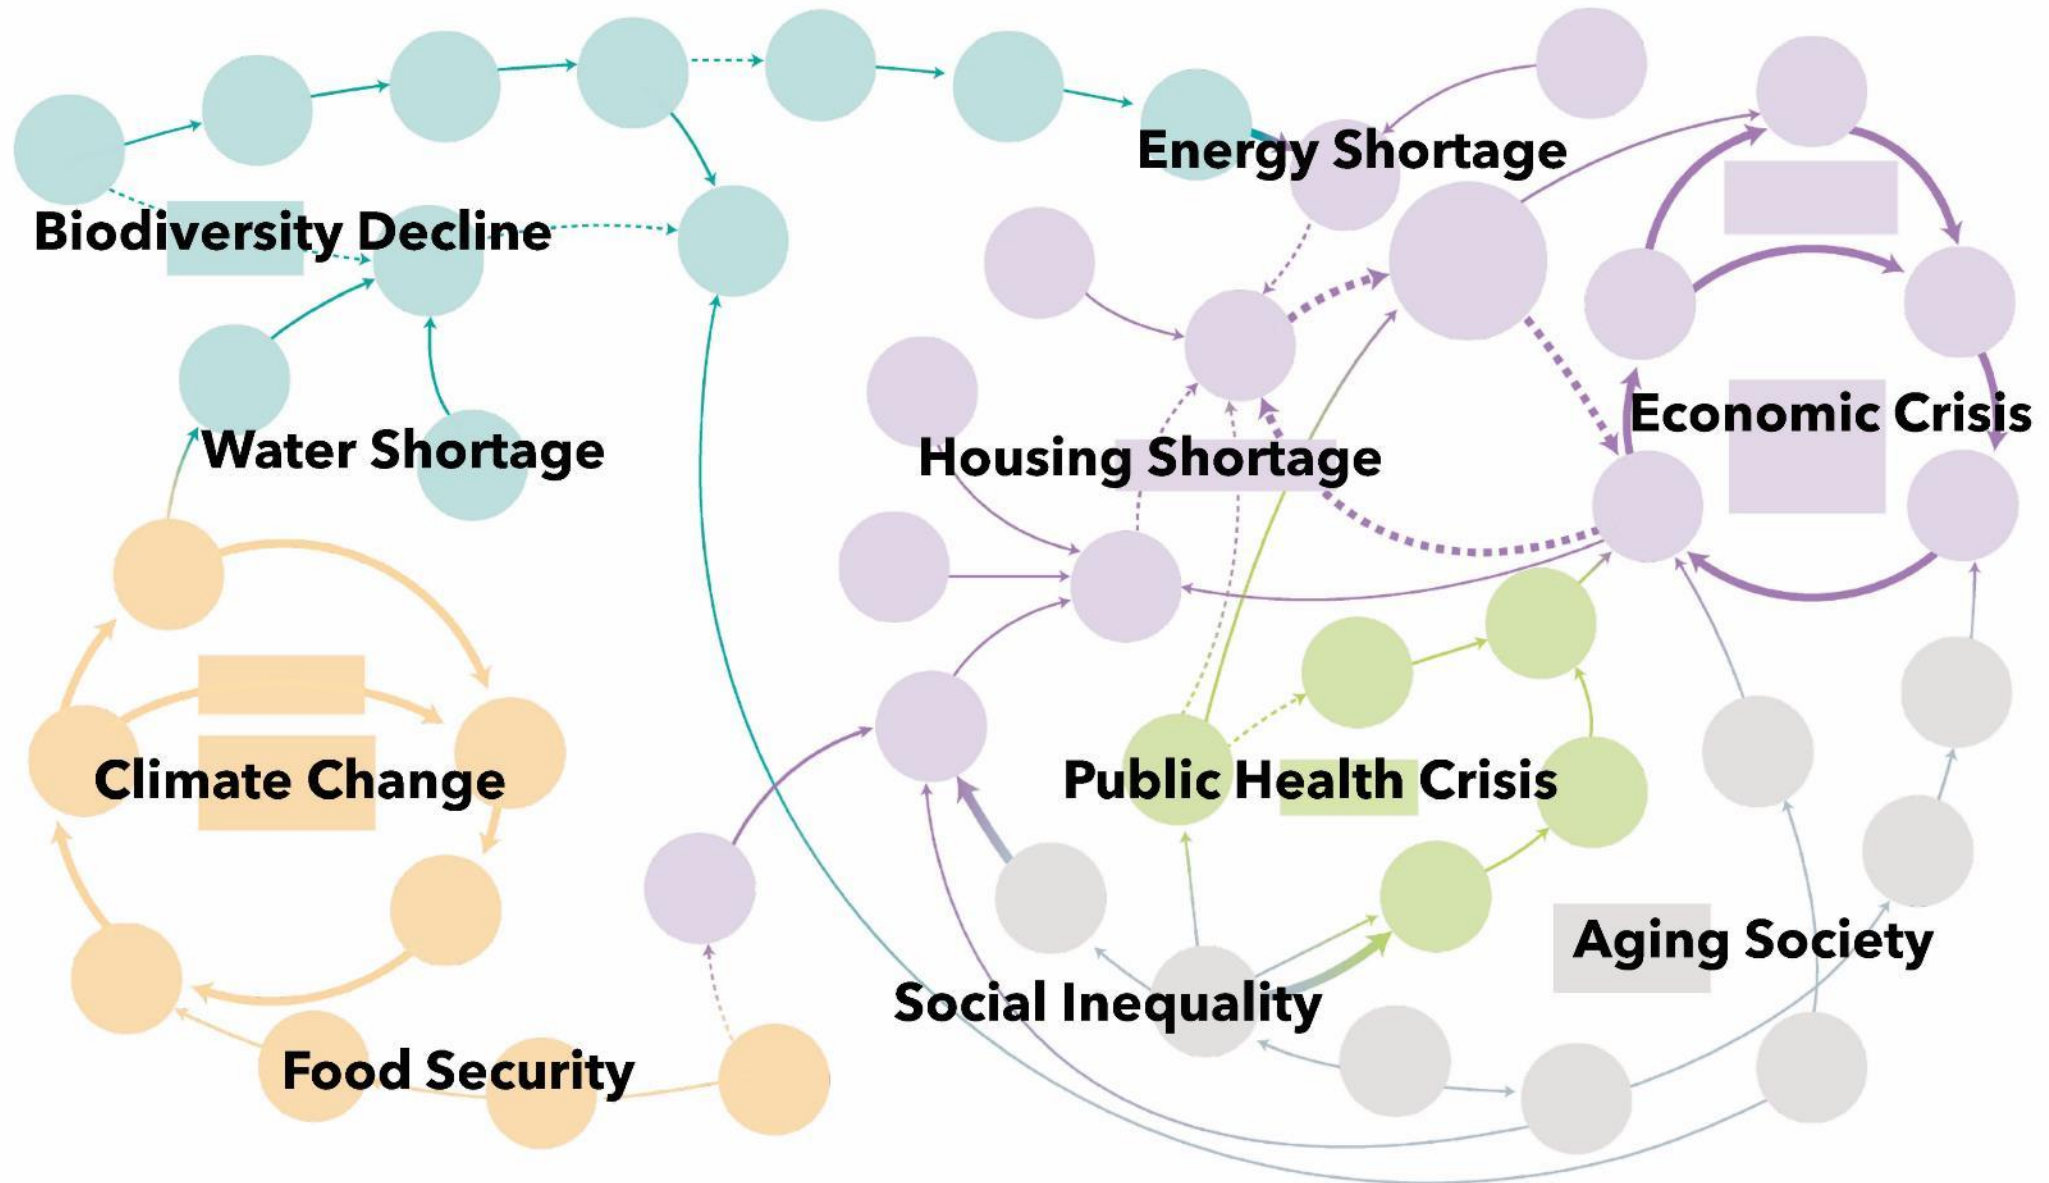 Energy Shortage
Biodiversity Decline
Economic Crisis
Water Shortage
Housing Shortage
Climate Change
Public Health Crisis
Aging Society
Social Inequality
Food Security